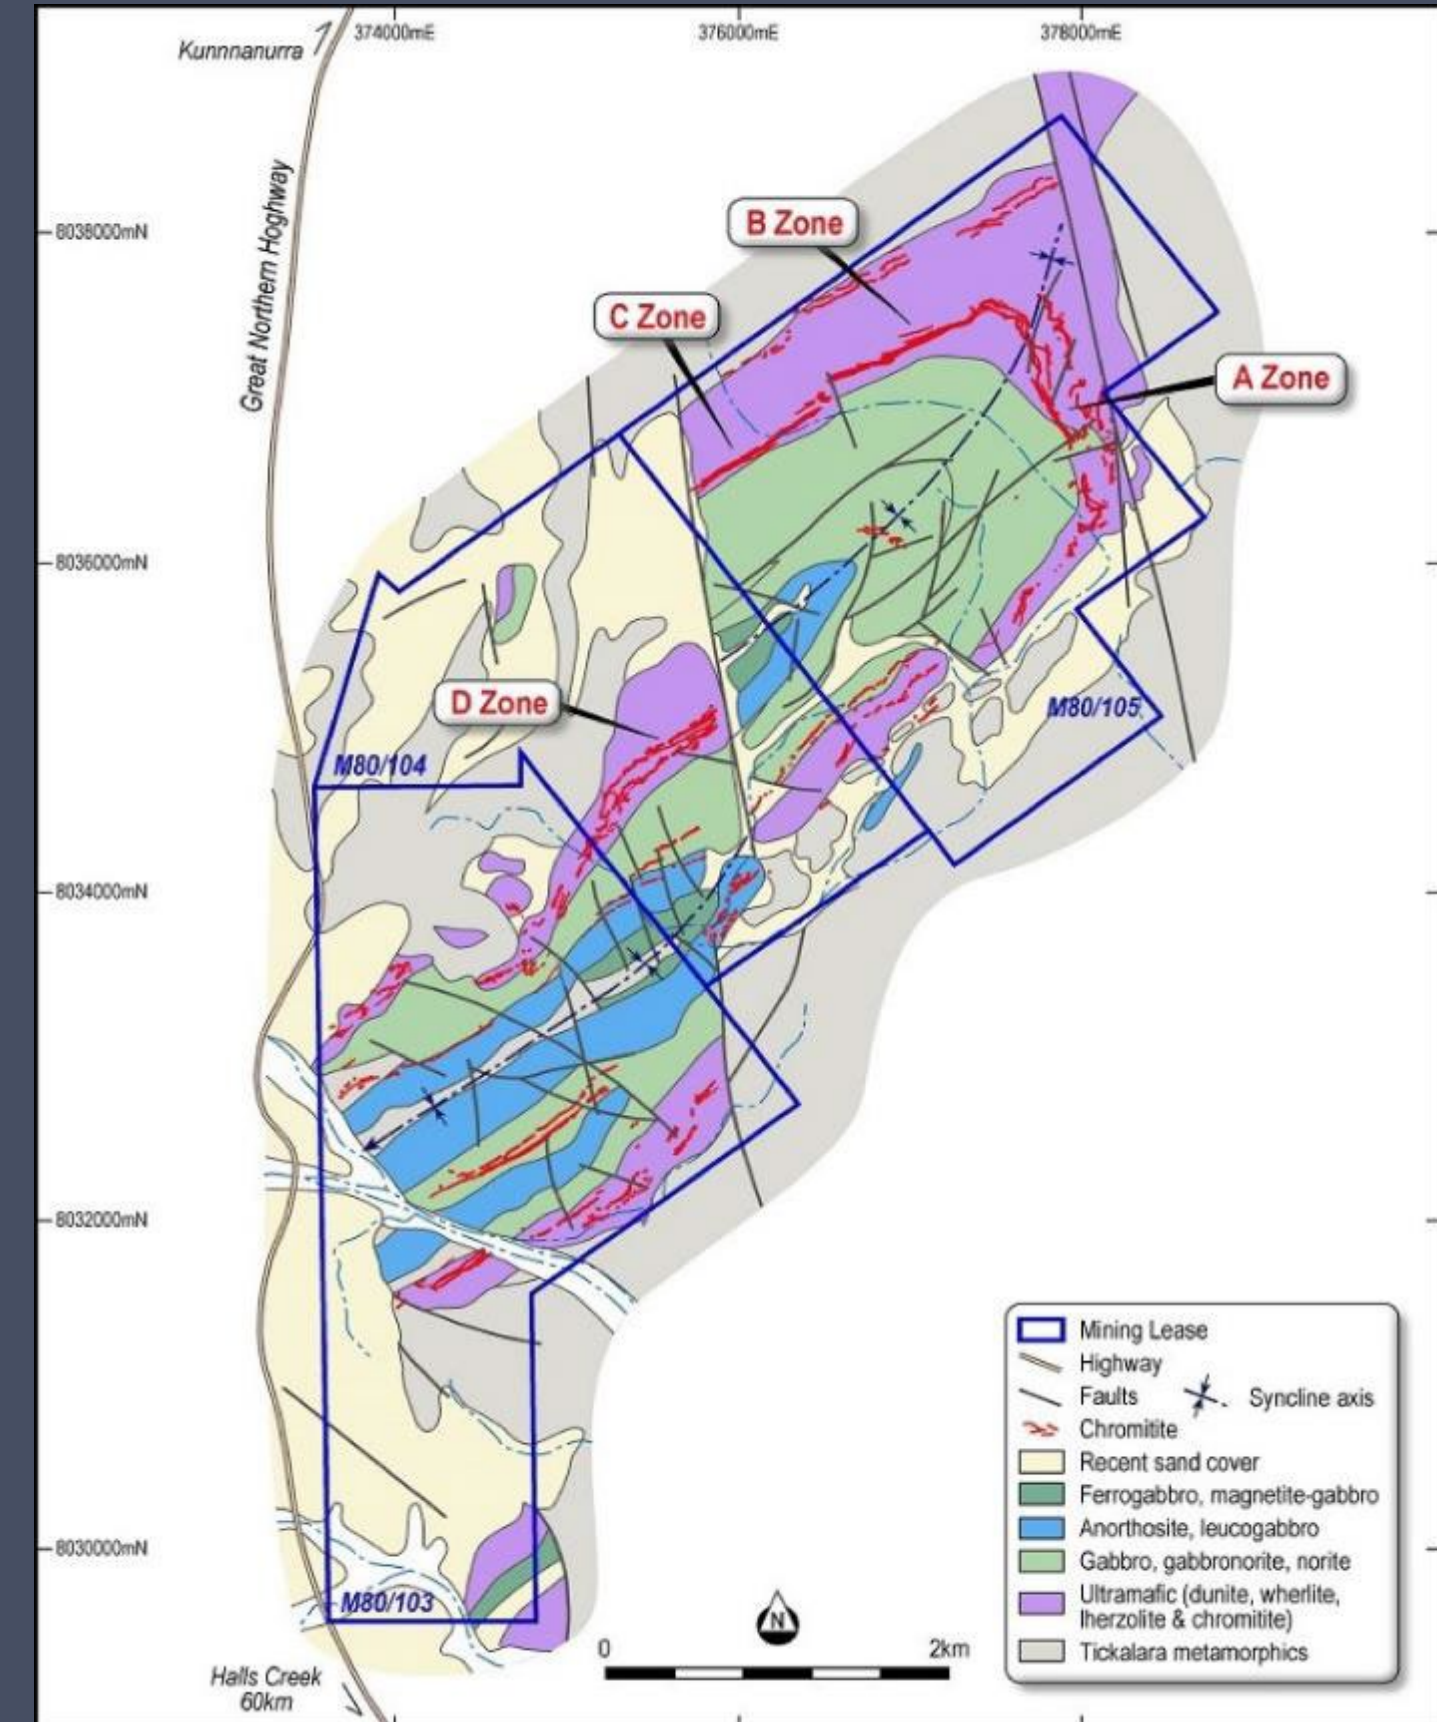 374000mE
376000mE
378000mE
Kunnnanurra
Great Northern Hoghway
8038000mN
B Zone
C Zone
A Zone
8036000mN
D Zone
M80/105
M80/104
8034000mN
8032000mN
8030000mN
M80/103
Halls Creek
60km
N
0
2km
Mining Lease
Highway
Faults
Syncline axis
Chromitite
Recent sand cover
Ferrogabbro, magnetite-gabbro
Anorthosite, leucogabbro
Gabbro, gabbronorite, norite
Ultramafic (dunite, wherlite,
lherzolite & chromitite)
Tickalara metamorphics